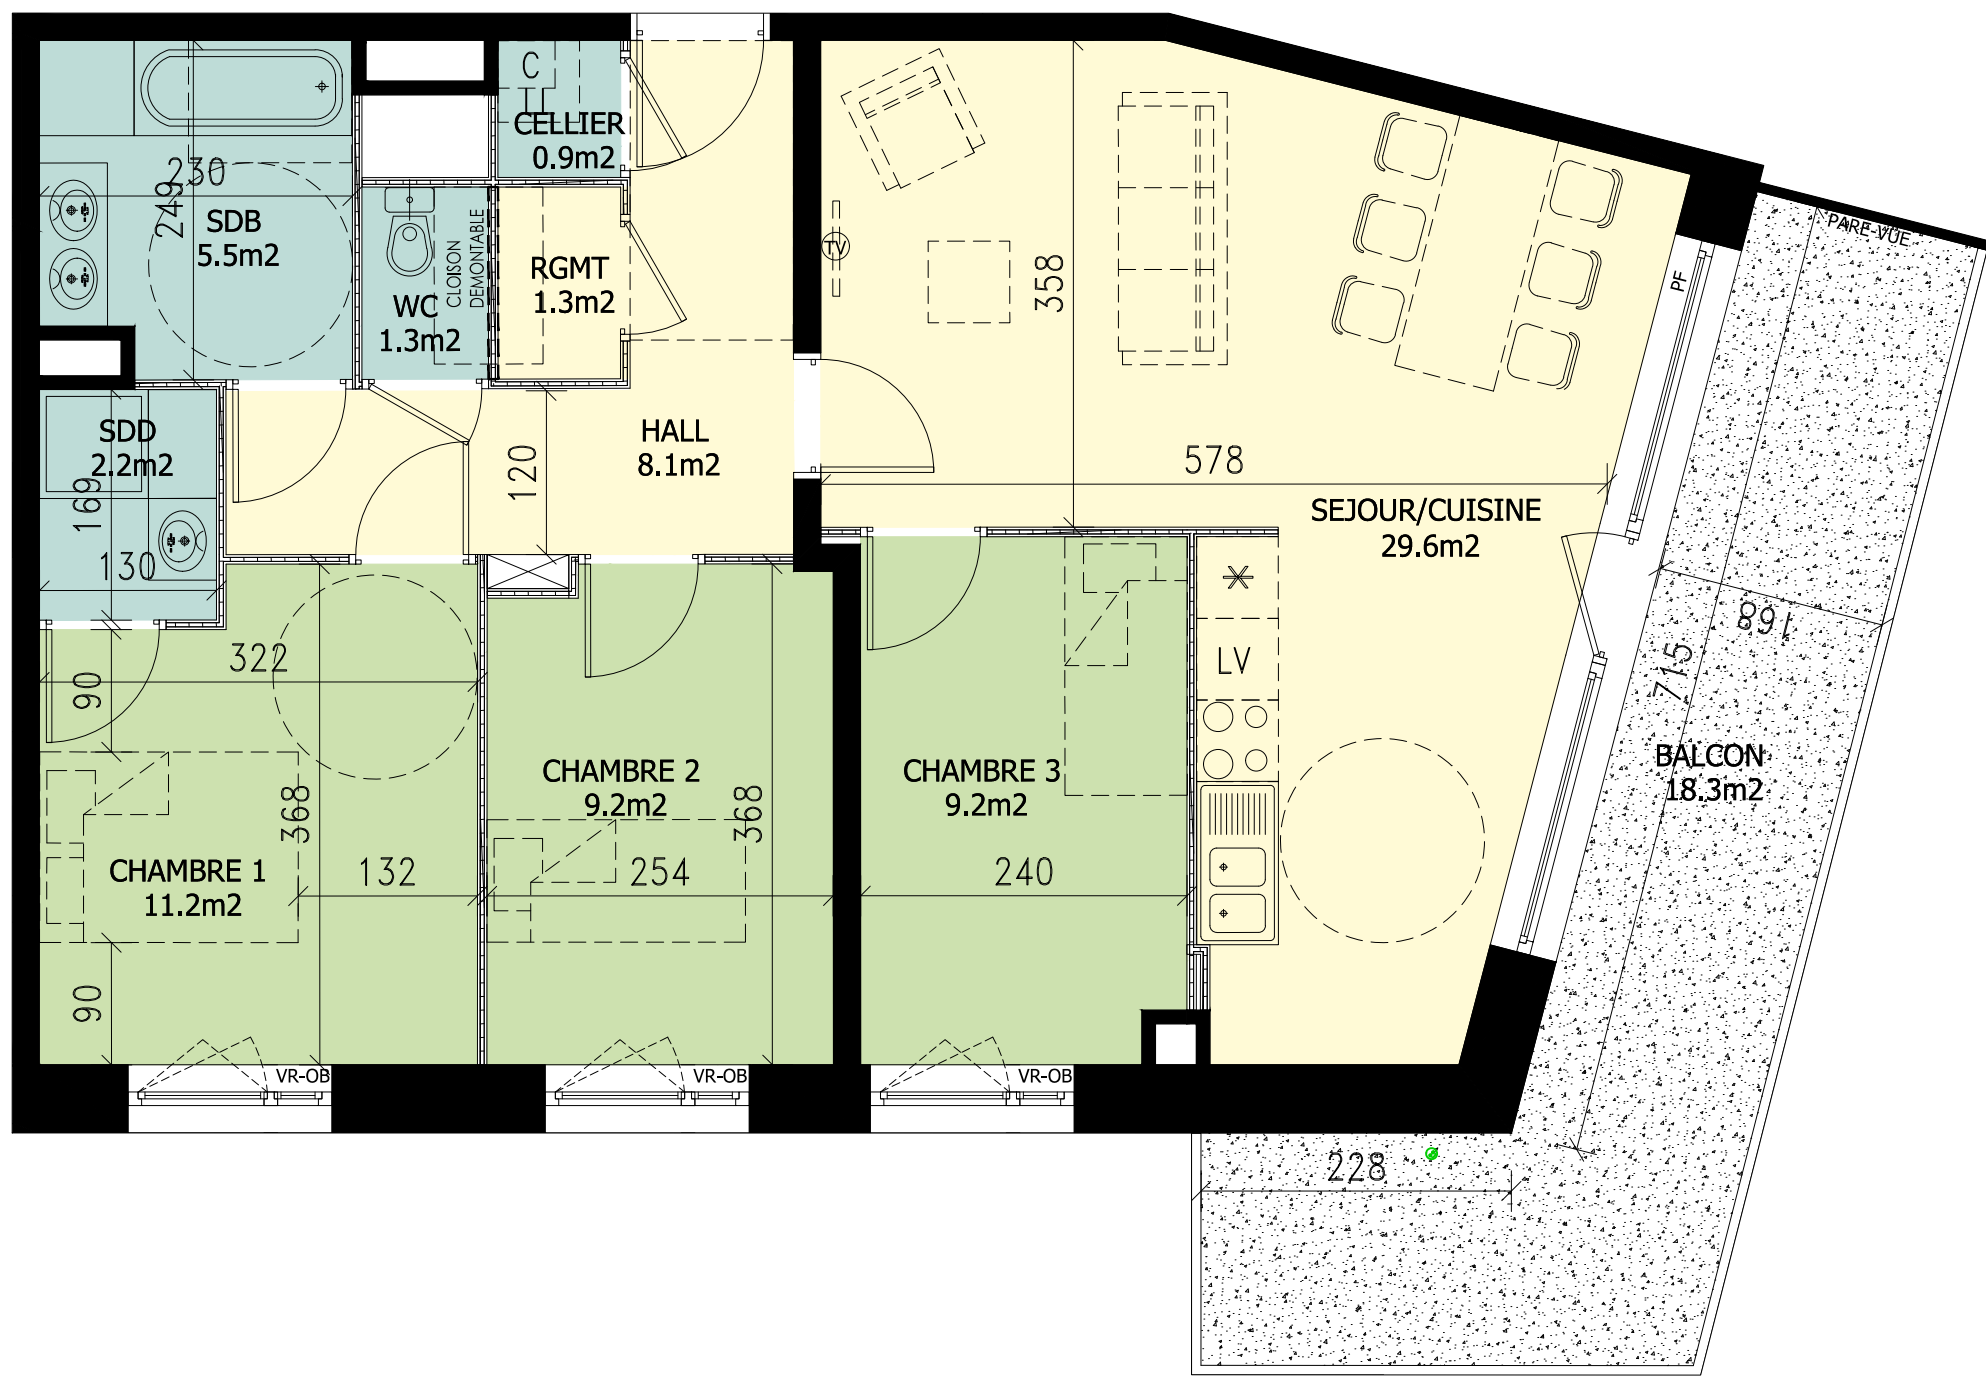 C
LL
CELLIER
0.9m2
230
249
SDB
5.5m2
CLOISON
DEMONTABLE
WC
1.3m2
RGMT
1.3m2
TV
358
PARE-VUE
PF
SDD
2.2m2
169
130
120
HALL
8.1m2
578
SEJOUR/CUISINE
29.6m2
168
715
322
90
LV
BALCON
18.3m2
CHAMBRE 2
9.2m2
CHAMBRE 3
9.2m2
368
368
CHAMBRE 1
11.2m2
132
254
240
90
VR-OB
VR-OB
VR-OB
228